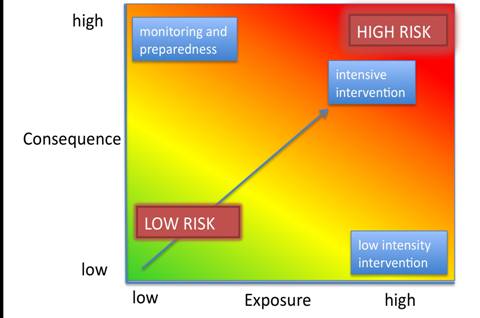 high
monitoring and
preparedness
HIGH RISK
intensive
intervention
Consequence
LOW RISK
low intensity
intervention
low
low
Exposure
high